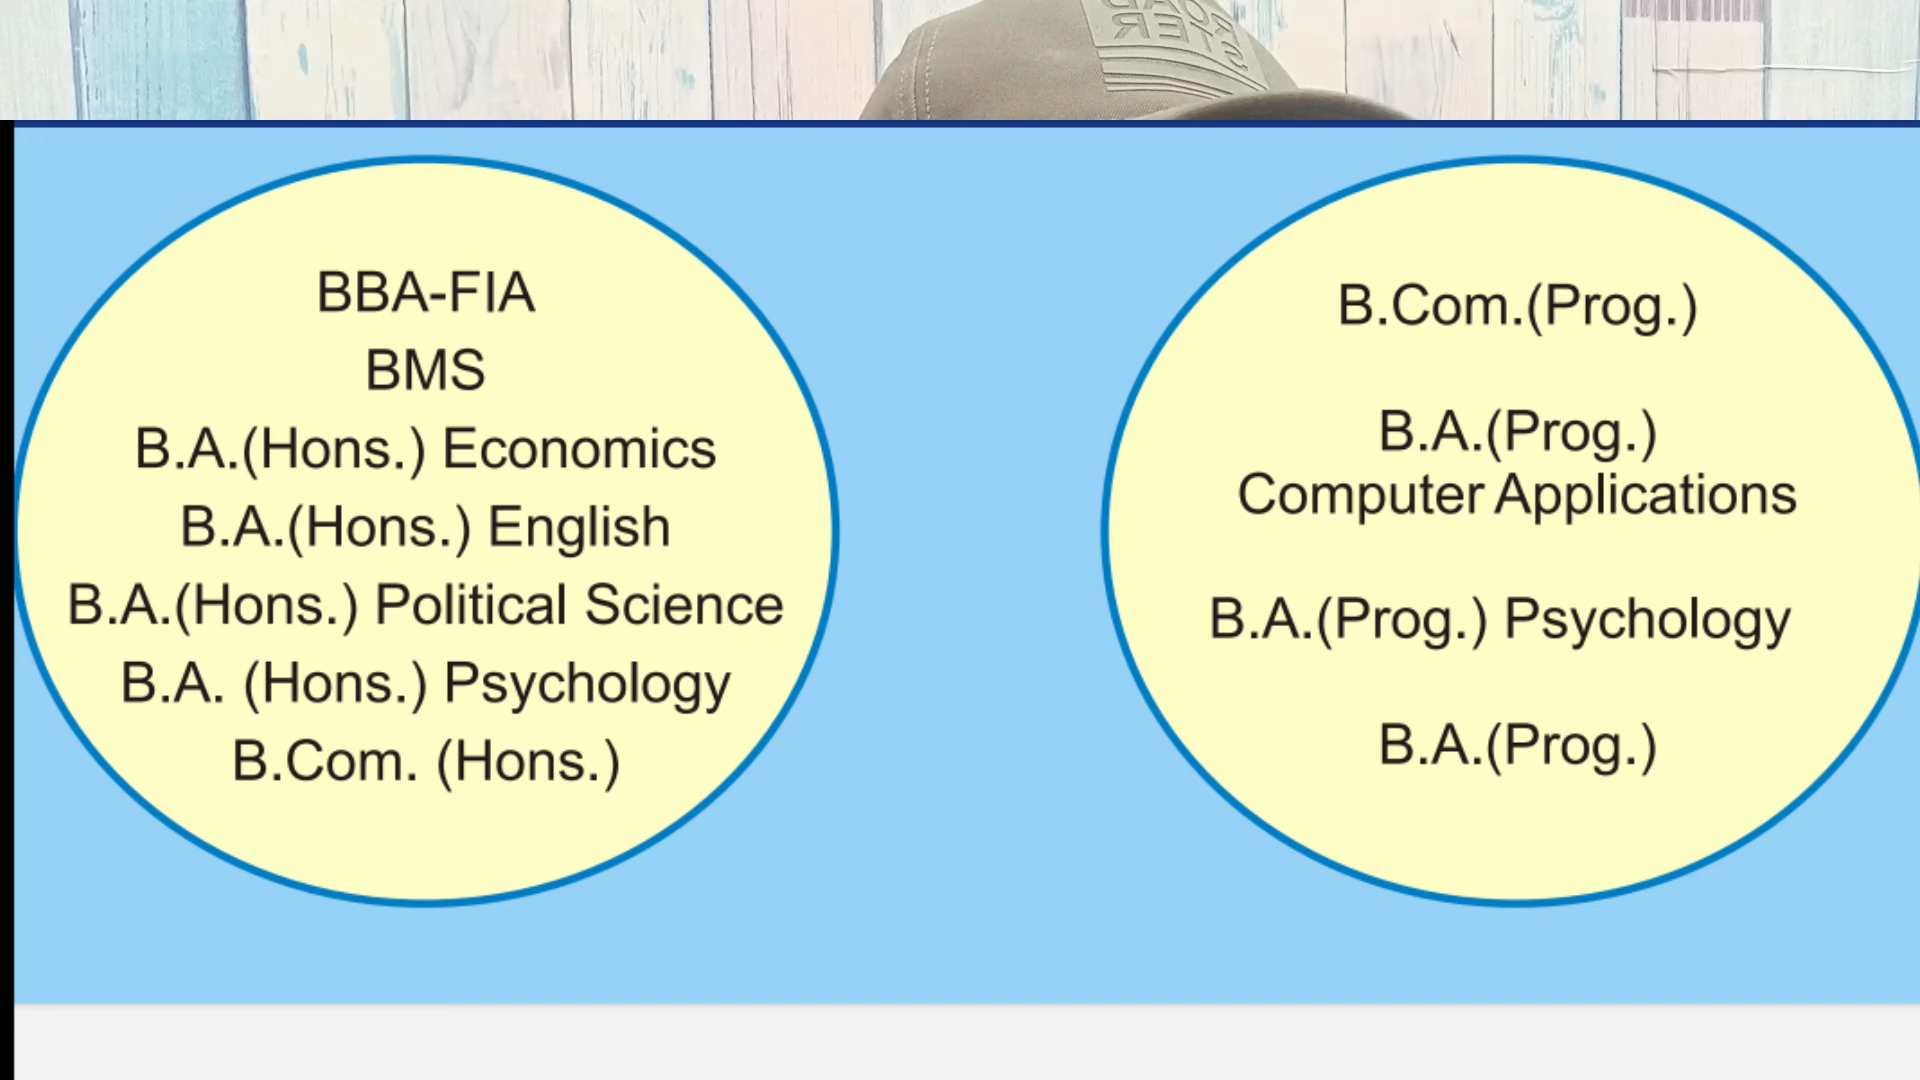 BBA-FIA
BMS
B.A.(Hons.) Economics
B.A.(Hons.) English
B.A.(Hons.) Political Science
B.A. (Hons.) Psychology
B.Com. (Hons.)
B.Com.(Prog.)
B.A.(Prog.)
Computer Applications
B.A.(Prog.) Psychology
B.A.(Prog.)